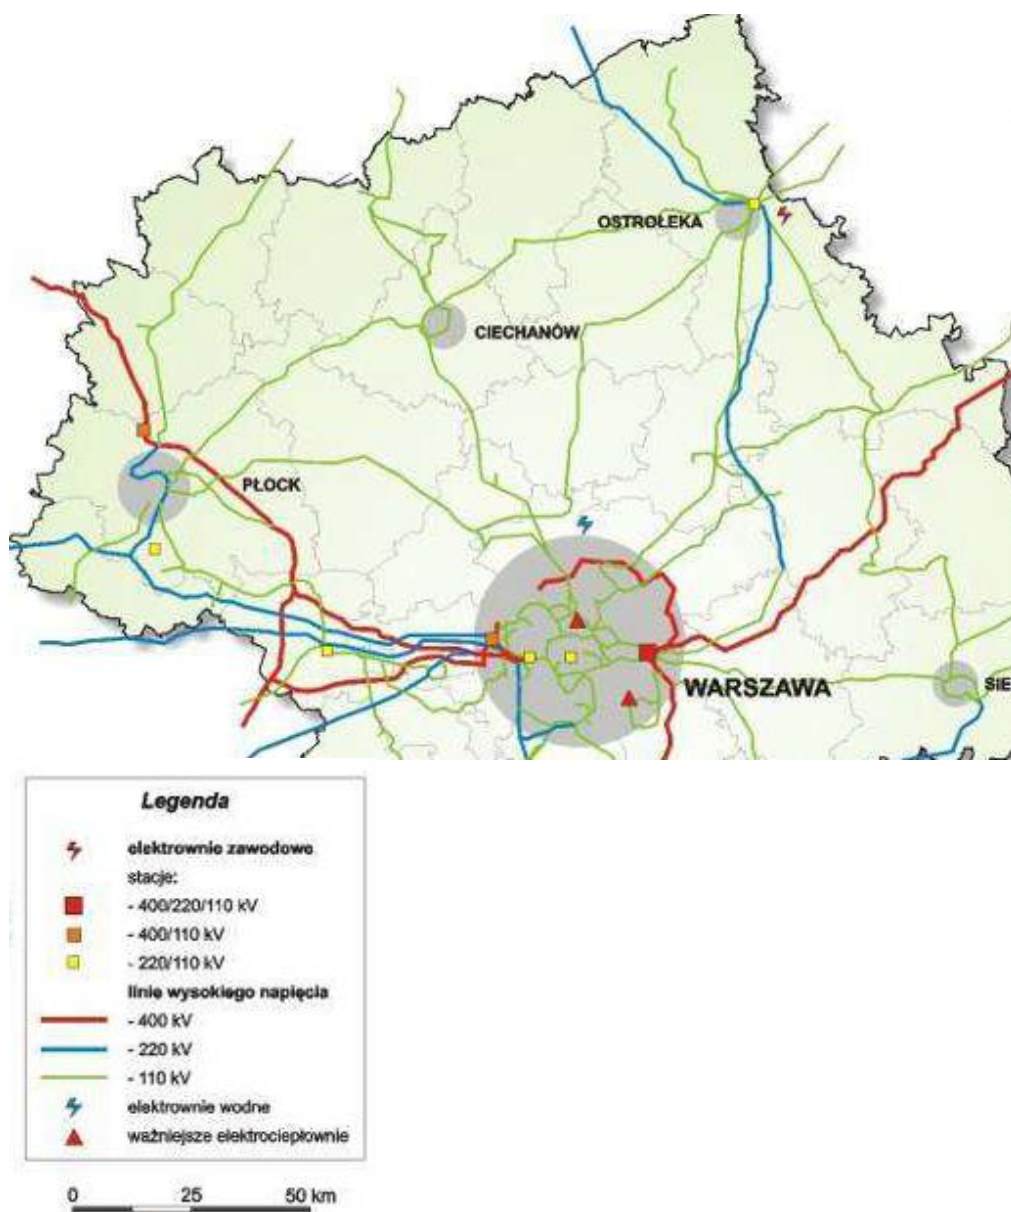 OSTROŁĘKA
CIECHANÓW
PŁOCK
WARSZAWA
SIE
Legenda
elektrownie zawodowe
stacje:
- 400/220/110 kV
- 400/110 kV
- 220/110 kV
linie wysokiego napięcia
- 400 kV
- 220 kV
- 110 kV
elektrownie wodne
ważniejsze elektrociepłownie
0 25 50 km